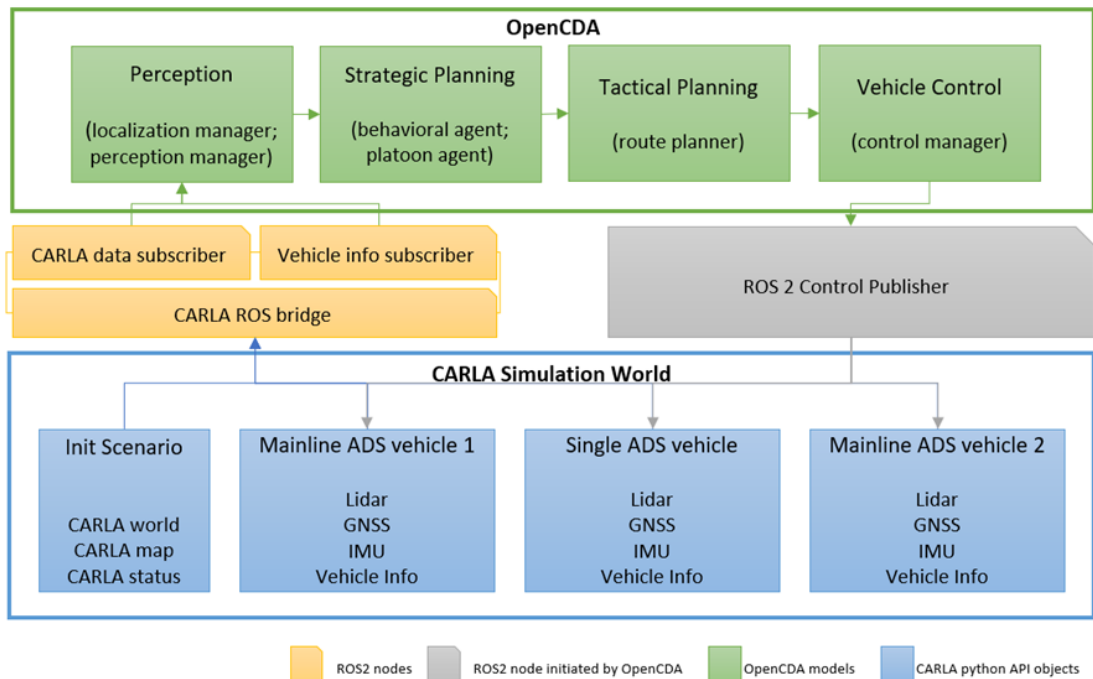 OpenCDA
Perception
(localization manager;
perception manager)
Strategic Planning
(behavioral agent;
platoon agent)
Tactical Planning
(route planner)
Vehicle Control
(control manager)
CARLA data subscriber
Vehicle info subscriber
CARLA ROS bridge
ROS 2 Control Publisher
CARLA Simulation World
Init Scenario
CARLA world
CARLA map
CARLA status
Mainline ADS vehicle 1
Lidar
GNSS
IMU
Vehicle Info
Single ADS vehicle
Lidar
GNSS
IMU
Vehicle Info
Mainline ADS vehicle 2
Lidar
GNSS
IMU
Vehicle Info
ROS2 nodes
ROS2 node initiated by OpenCDA
OpenCDA models
CARLA python API objects